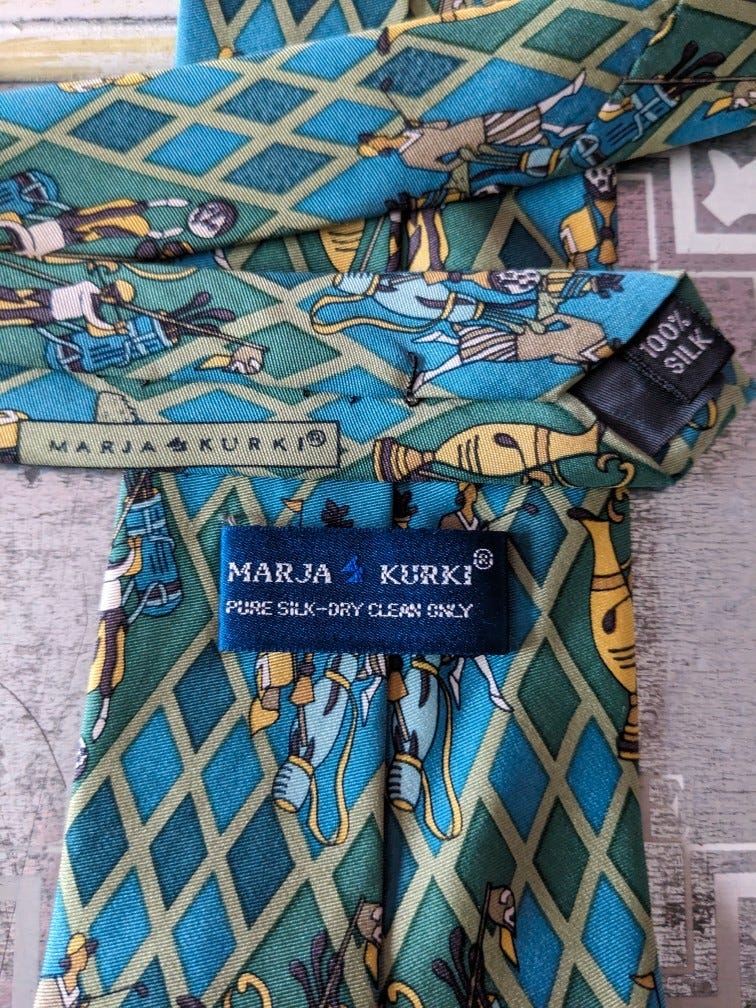 100%
SILK
MARJA KURKI®
MARJA KURKI®
PURE SILK-DRY CLEAN ONLY